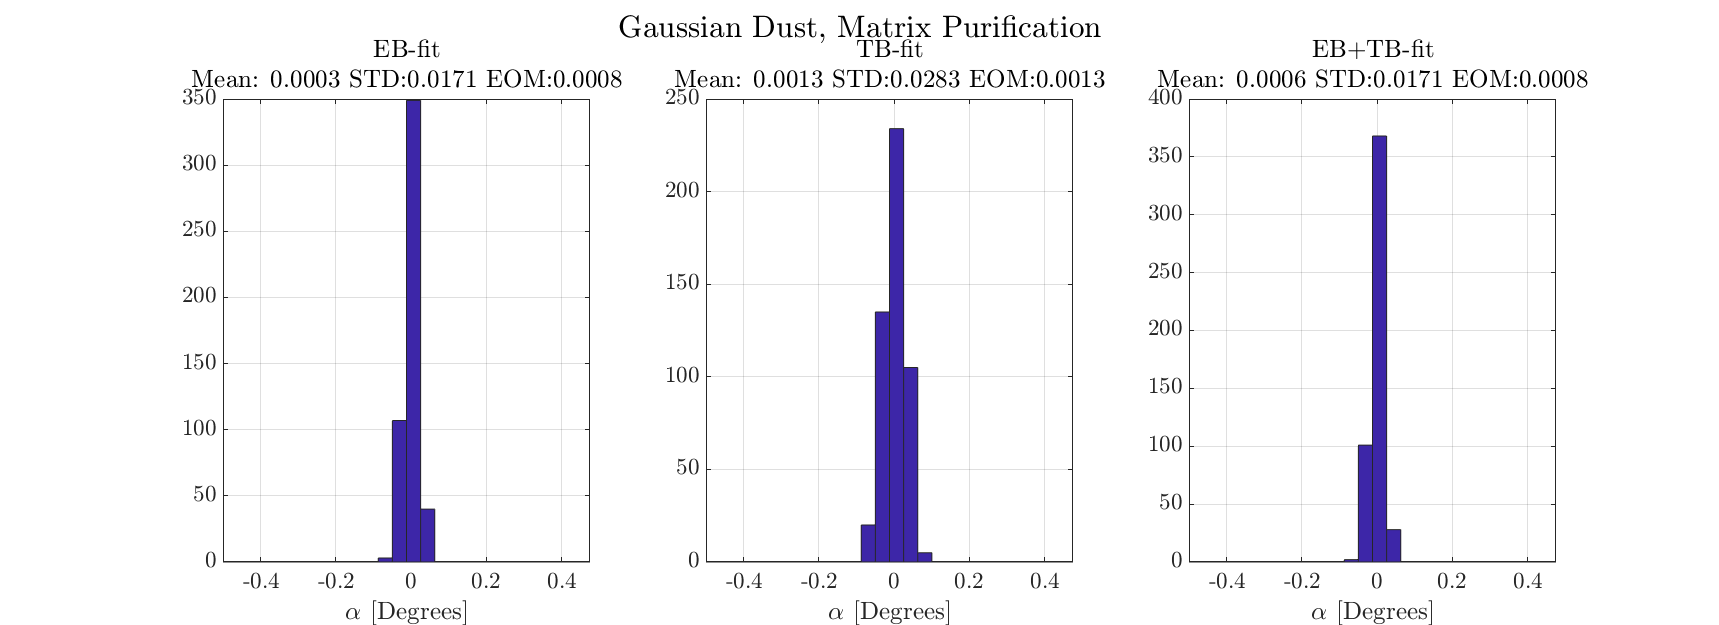 Gaussian Dust, Matrix Purification
EB-fit
Mean: 0.0003 STD:0.0171 EOM:0.0008
350
300
250
200
150
100
50
0
-0.4 -0.2 0 0.2 0.4
α [Degrees]
TB-fit
Mean: 0.0013 STD:0.0283 EOM:0.0013
250
200
150
100
50
0
-0.4 -0.2 0 0.2 0.4
α [Degrees]
EB+TB-fit
Mean: 0.0006 STD:0.0171 EOM:0.0008
400
350
300
250
200
150
100
50
0
-0.4 -0.2 0 0.2 0.4
α [Degrees]